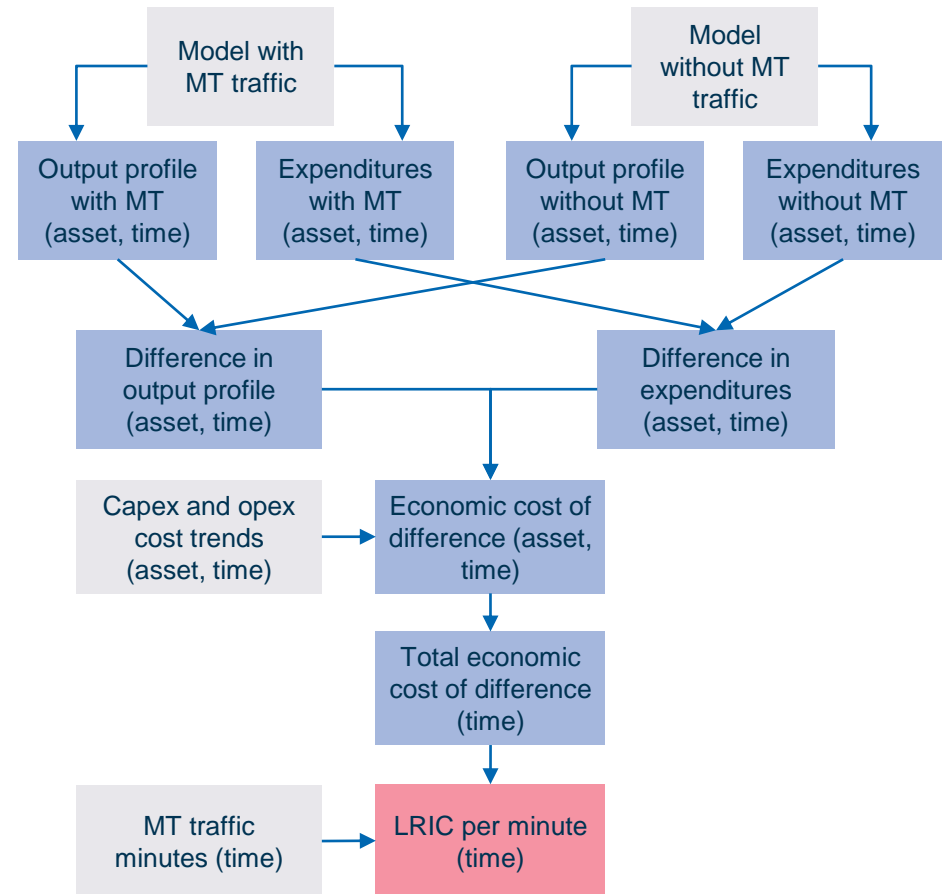 Model with
MT traffic
Model
without MT
traffic
Output profile
with MT
(asset, time)
Expenditures
with MT
(asset, time)
Output profile
without MT
(asset, time)
Expenditures
without MT
(asset, time)
Difference in
output profile
(asset, time)
Difference in
expenditures
(asset, time)
Capex and opex
cost trends
(asset, time)
Economic cost of
difference (asset,
time)
Total economic
cost of difference
(time)
MT traffic
minutes (time)
LRIC per minute
(time)